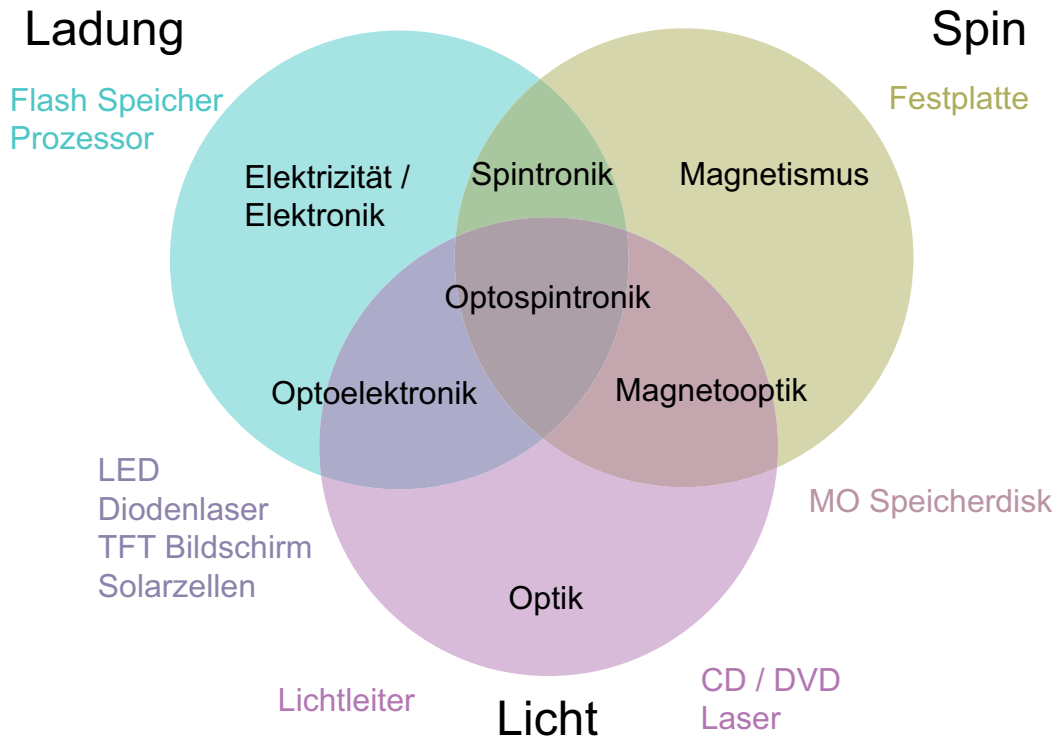 Ladung
Spin
Flash Speicher
Prozessor
Festplatte
Elektrizität /
Elektronik
Spintronik
Magnetismus
Optospintronik
Optoelektronik
Magnetooptik
LED
Diodenlaser
TFT Bildschirm
Solarzellen
MO Speicherdisk
Optik
Lichtleiter
Licht
CD / DVD
Laser